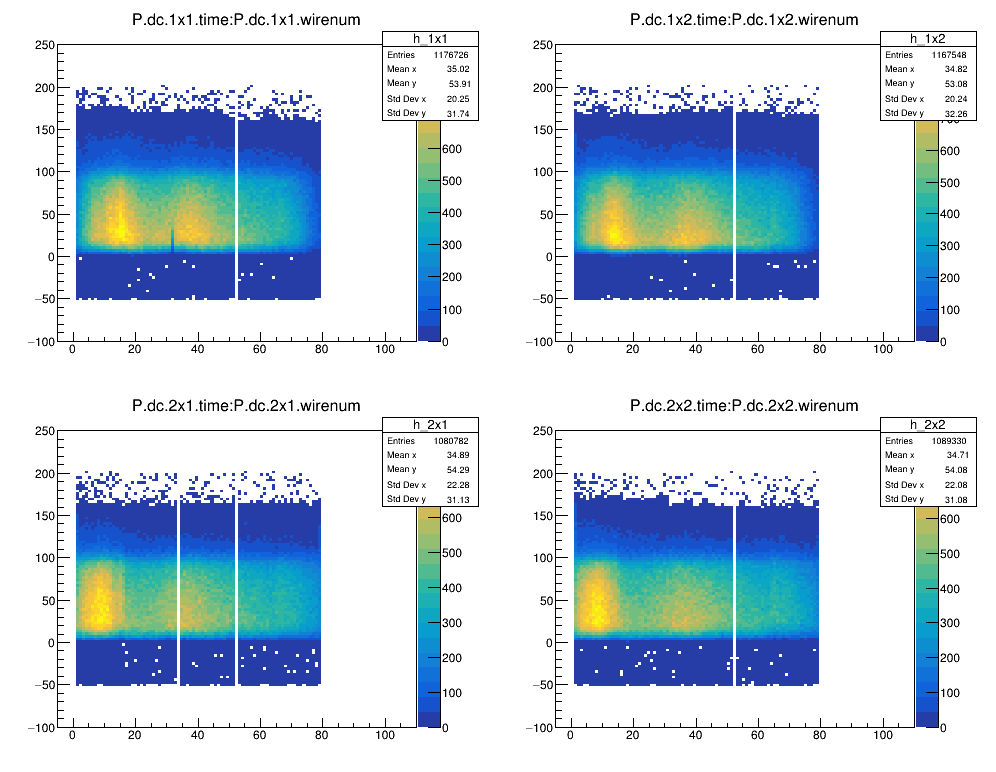 P.dc.1x1.time:P.dc.1x1.wirenum
h_1x1
Entries 1176726
Mean x 35.02
Mean y 53.91
Std Dev x 20.25
Std Dev y 31.74
250
200
150
100
50
0
−50
−100
0 20 40 60 80 100
600
500
400
300
200
100
0
P.dc.1x2.time:P.dc.1x2.wirenum
h_1x2
Entries 1167548
Mean x 34.82
Mean y 53.08
Std Dev x 20.24
Std Dev y 32.26
250
200
150
100
50
0
−50
−100
0 20 40 60 80 100
600
500
400
300
200
100
0
P.dc.2x1.time:P.dc.2x1.wirenum
h_2x1
Entries 1080782
Mean x 34.89
Mean y 54.29
Std Dev x 22.28
Std Dev y 31.13
250
200
150
100
50
0
−50
−100
0 20 40 60 80 100
600
500
400
300
200
100
0
P.dc.2x2.time:P.dc.2x2.wirenum
h_2x2
Entries 1089330
Mean x 34.71
Mean y 54.08
Std Dev x 22.08
Std Dev y 31.08
250
200
150
100
50
0
−50
−100
0 20 40 60 80 100
600
500
400
300
200
100
0